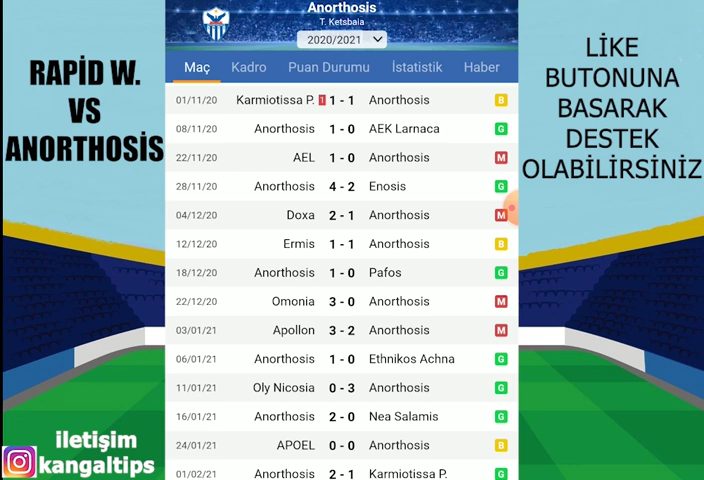 RAPİD W.
VS
ANORTHOSİS
Anorthosis
T. Ketsbaia
2020/2021
Maç Kadro Puan Durumu İstatistik Haber
01/11/20 Karmiotissa P. 1 1 - 1 Anorthosis B
08/11/20 Anorthosis 1 - 0 AEK Larnaca G
22/11/20 AEL 1 - 0 Anorthosis M
28/11/20 Anorthosis 4 - 2 Enosis G
04/12/20 Doxa 2 - 1 Anorthosis M
12/12/20 Ermis 1 - 1 Anorthosis B
18/12/20 Anorthosis 1 - 0 Pafos G
22/12/20 Omonia 3 - 0 Anorthosis M
03/01/21 Apollon 3 - 2 Anorthosis M
06/01/21 Anorthosis 1 - 0 Ethnikos Achna G
11/01/21 Oly Nicosia 0 - 3 Anorthosis G
16/01/21 Anorthosis 2 - 0 Nea Salamis G
24/01/21 APOEL 0 - 0 Anorthosis B
01/02/21 Anorthosis 2 - 1 Karmiotissa P. G
LİKE
BUTONUNA
BASARAK
DESTEK
OLABİLİRSİNİZ
iletişim
kangaltips